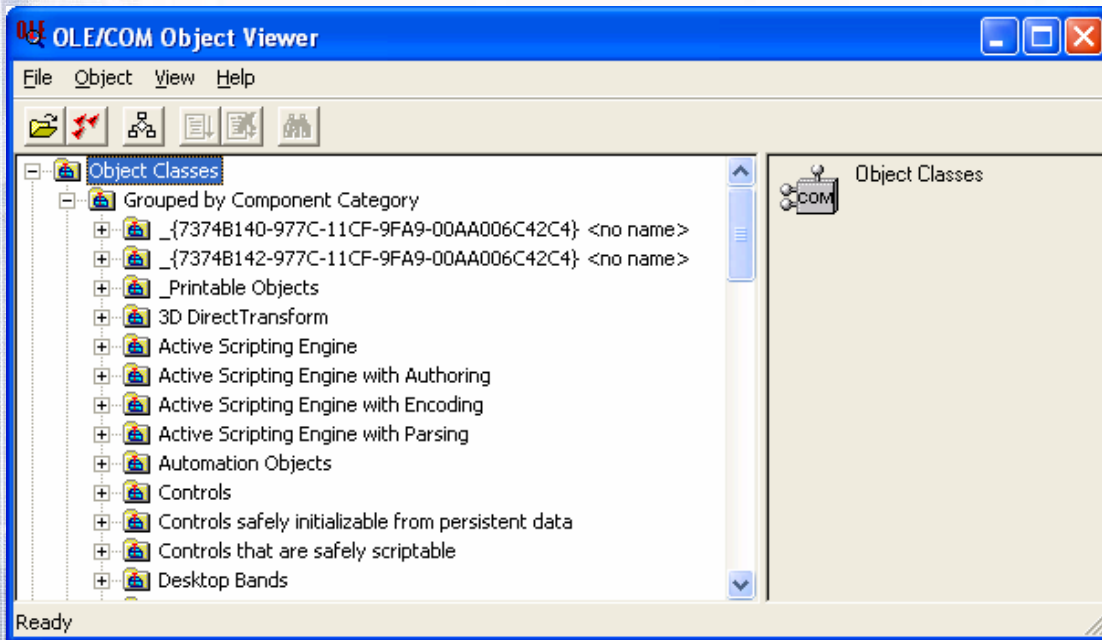 OLE/COM Object Viewer
File Object View Help
Object Classes
Grouped by Component Category
_{7374B140-977C-11CF-9FA9-00AA006C42C4} <no name>
_{7374B142-977C-11CF-9FA9-00AA006C42C4} <no name>
_Printable Objects
3D DirectTransform
Active Scripting Engine
Active Scripting Engine with Authoring
Active Scripting Engine with Encoding
Active Scripting Engine with Parsing
Automation Objects
Controls
Controls safely initializable from persistent data
Controls that are safely scriptable
Desktop Bands
COM
Object Classes
Ready